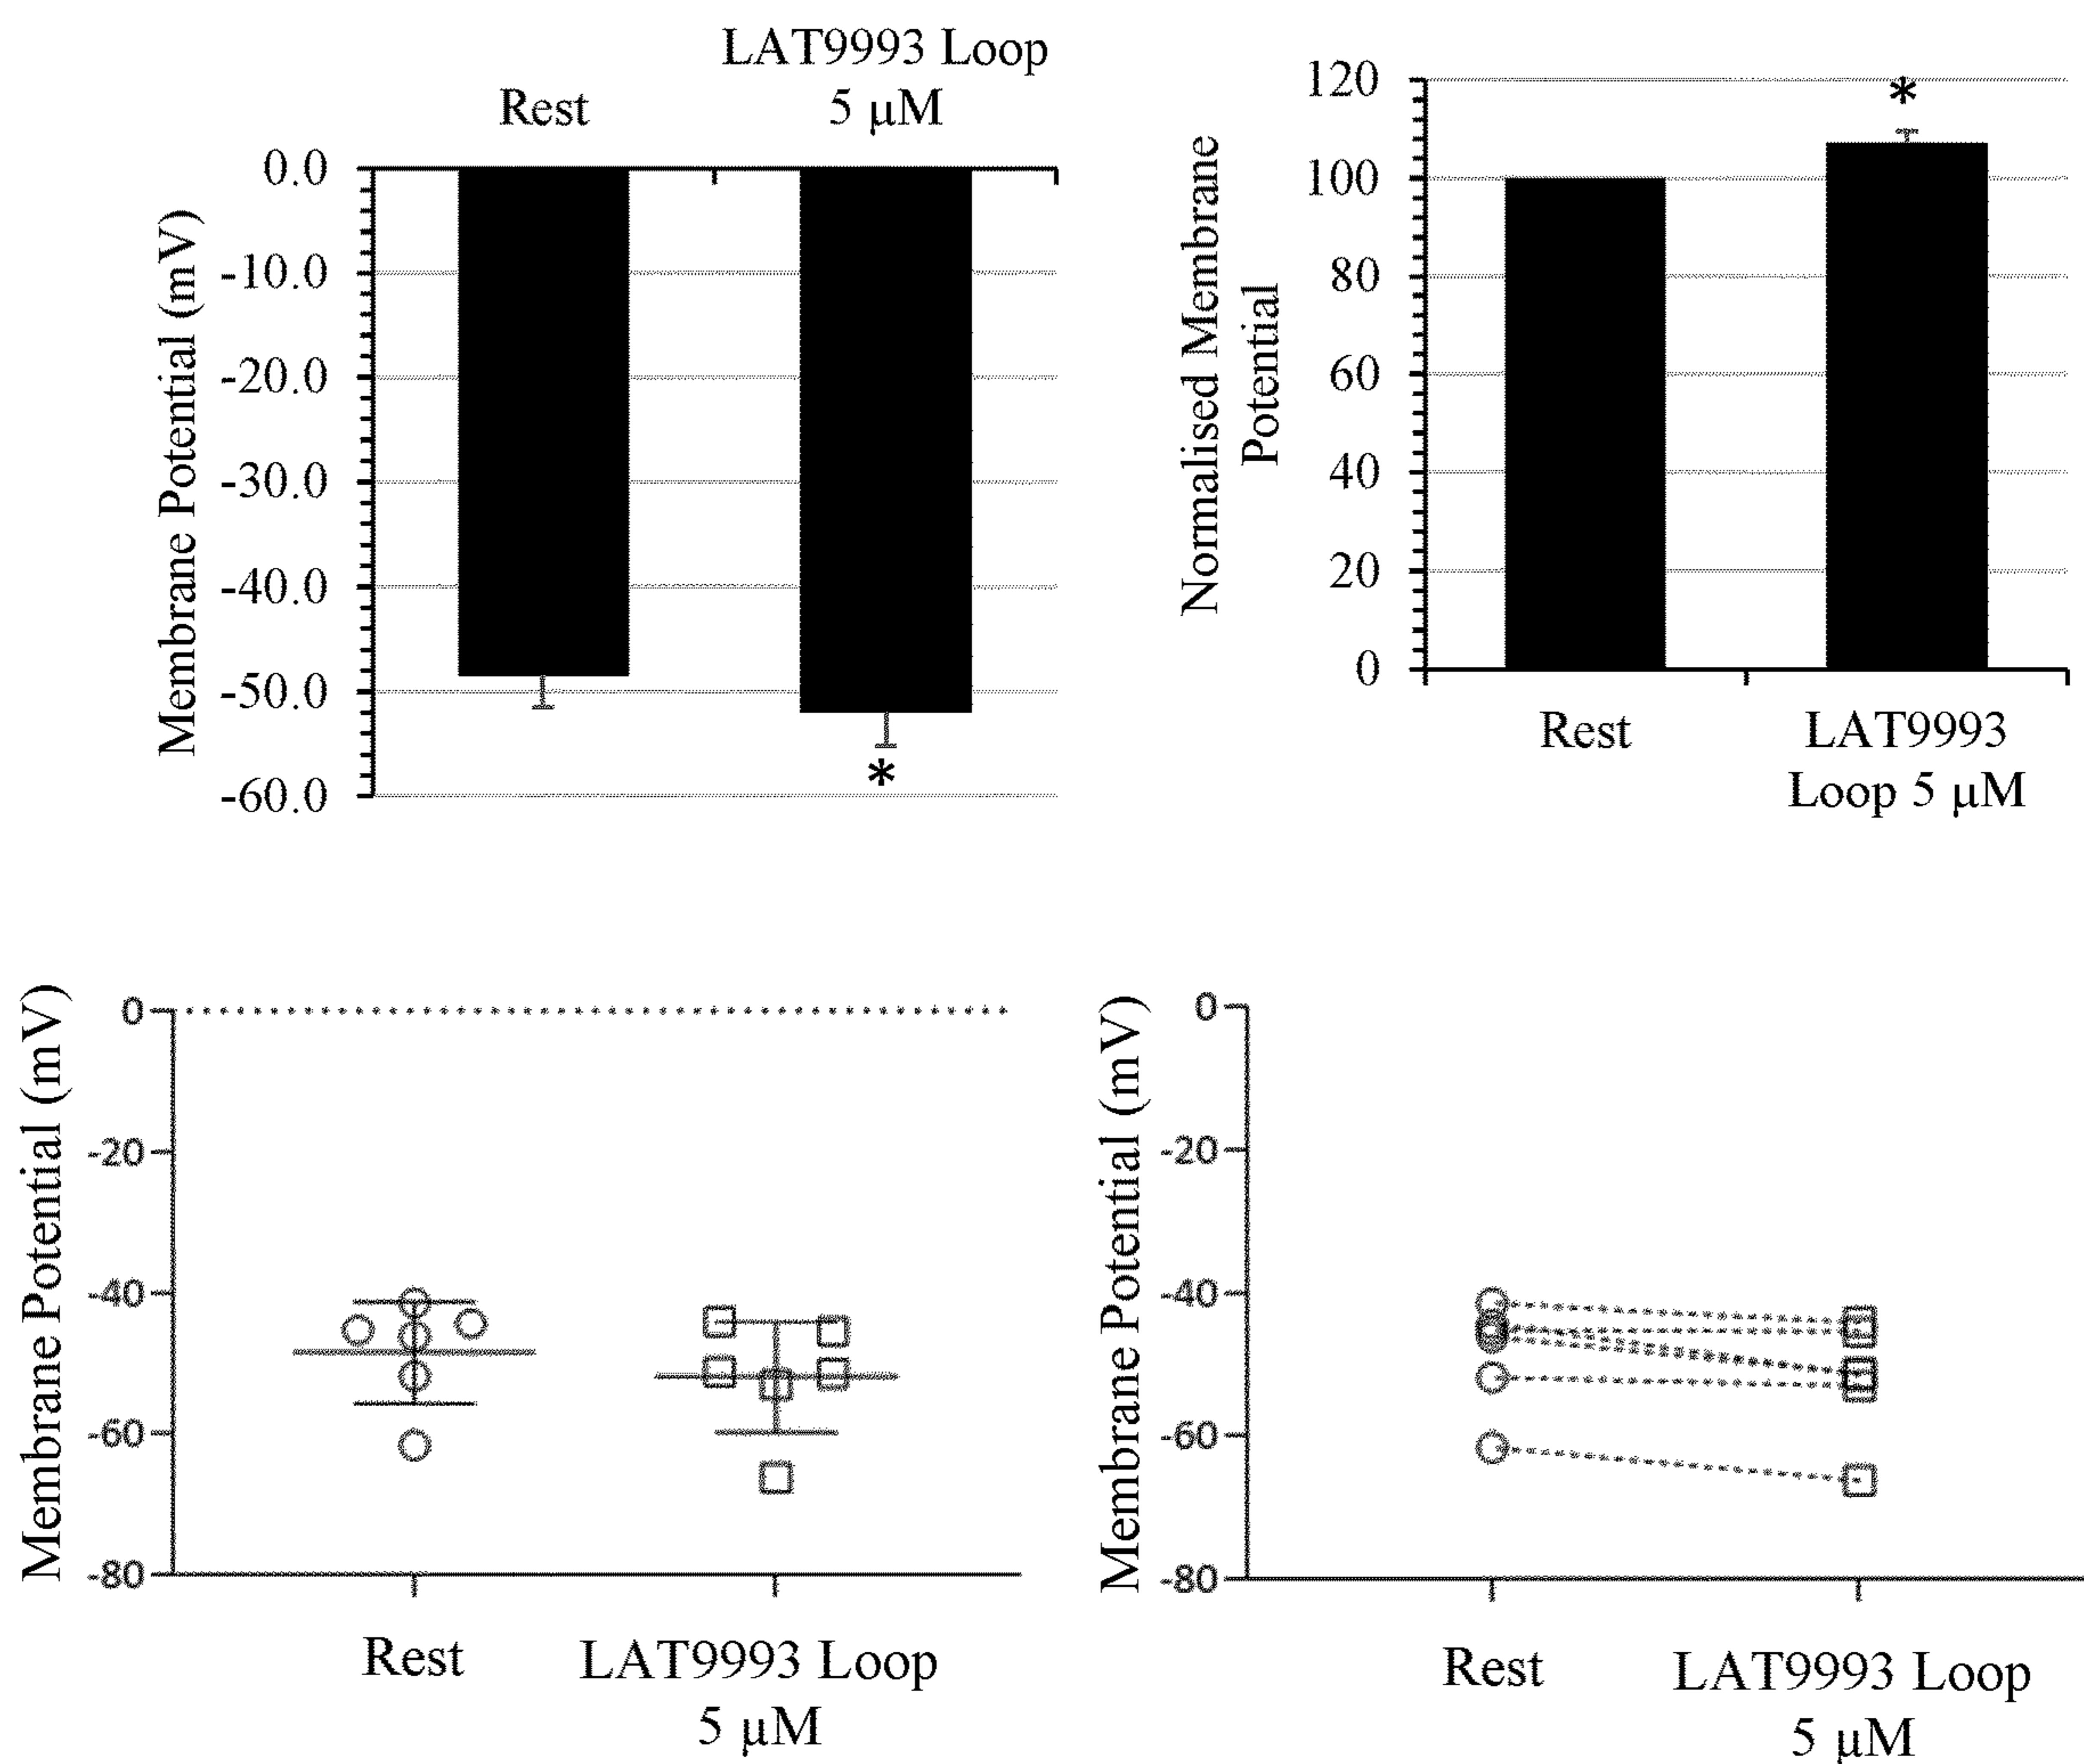 LAT9993 Loop
Rest
5 μM
0.0
-10.0
-20.0
-30.0
-40.0
-50.0
-60.0
Membrane Potential (mV)
*
120
100
80
60
40
20
0
Normalised Membrane
Potential
*
Rest
LAT9993
Loop 5 μM
0
-20
-40
-60
-80
Membrane Potential (mV)
Rest
LAT9993 Loop
5 μM
0
-20
-40
-60
-80
Membrane Potential (mV)
Rest
LAT9993 Loop
5 μM